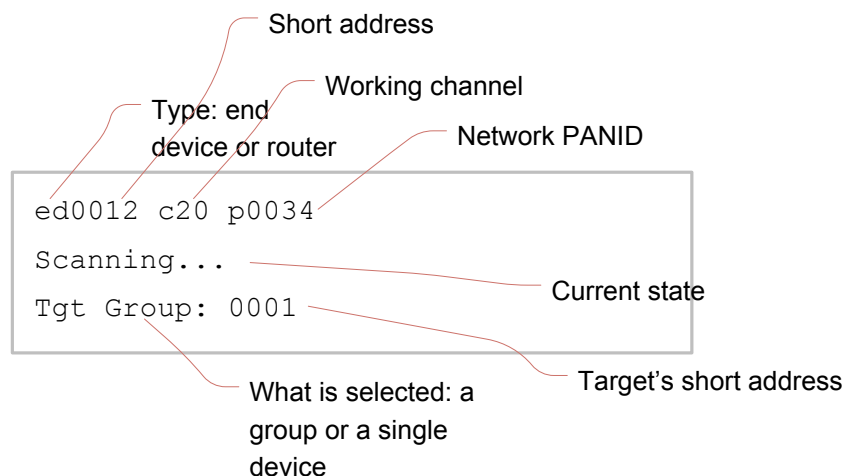 Short address
Working channel
Type: end
device or router
Network PANID
ed0012 c20 p0034
Scanning...
Current state
Tgt Group: 0001
Target's short address
What is selected: a
group or a single
device